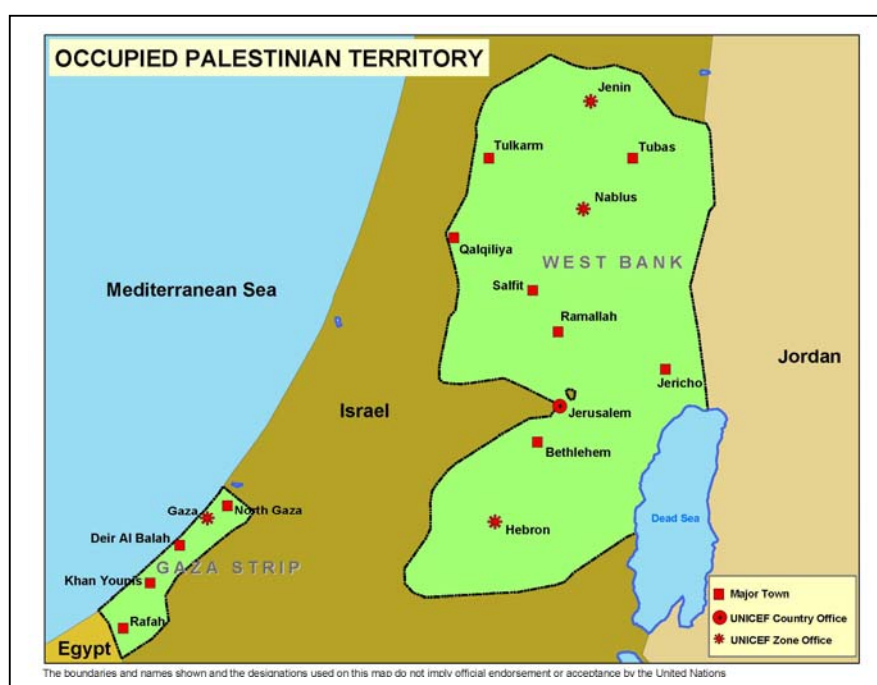 OCCUPIED PALESTINIAN TERRITORY
Jenin
Tulkarm
Tubas
Nablus
Qalqiliya
WEST BANK
Mediterranean Sea
Salfit
Ramallah
Jordan
Jericho
Israel
Jerusalem
Bethlehem
Gaza
North Gaza
Dead Sea
Hebron
Deir Al Balah
GAZA STRIP
Khan Younis
Rafah
Egypt
Major Town
UNICEF Country Office
UNICEF Zone Office
The boundaries and names shown and the designations used on this map do not imply official endorsement or acceptance by the United Nations